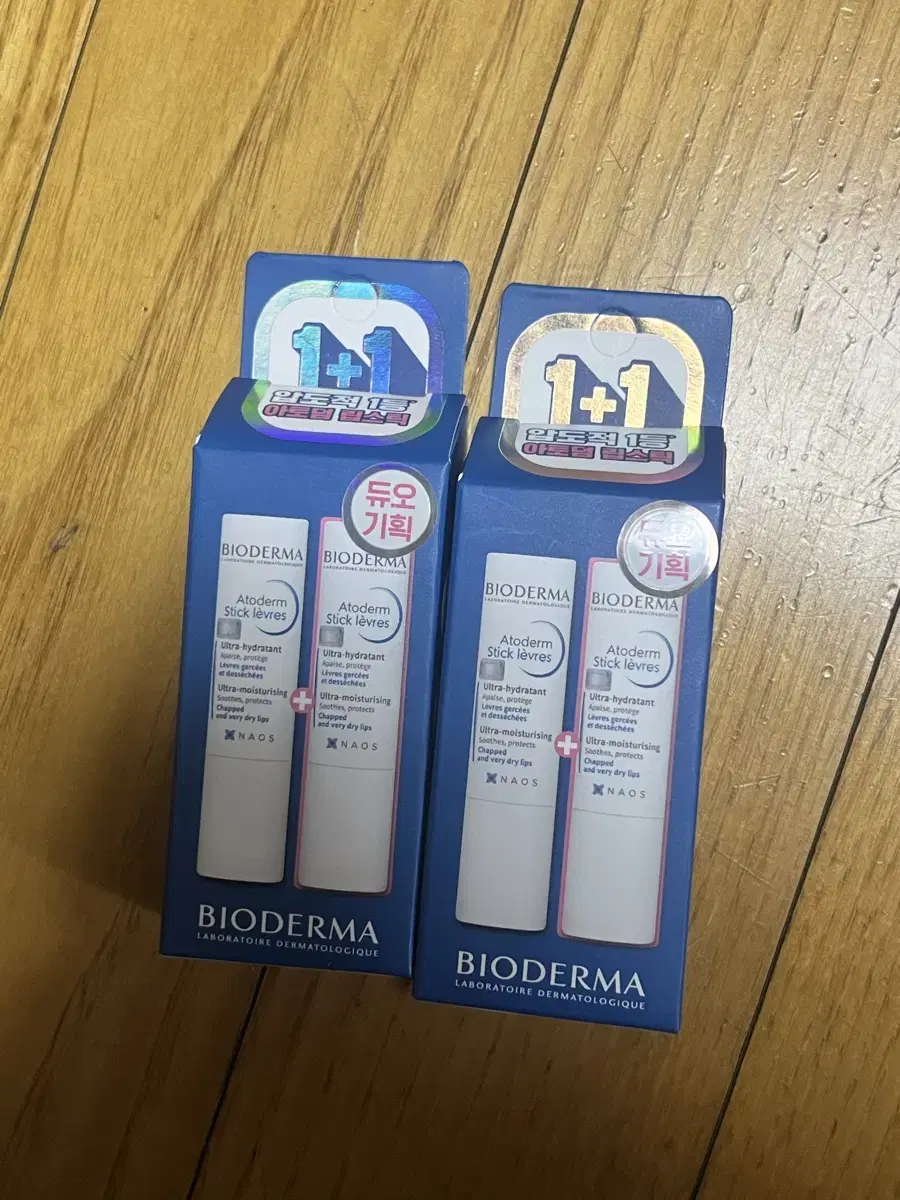 1+1
압도적 1등*
아토덤 립스틱
듀오
기획
BIODERMA
LABORATOIRE DERMATOLOGIQUE
Atoderm
Stick lèvres
Ultra-hydratant
Apaise, protège
Lèvres gercées
et desséchées
Ultra-moisturising
Soothes, protects
Chapped
and very dry lips
NAOS
BIODERMA
LABORATOIRE DERMATOLOGIQUE
Atoderm
Stick lèvres
Ultra-hydratant
Apaise, protège
Lèvres gercées
et desséchées
Ultra-moisturising
Soothes, protects
Chapped
and very dry lips
NAOS
BIODERMA
LABORATOIRE DERMATOLOGIQUE
1+1
압도적 1등*
아토덤 립스틱
듀오
기획
BIODERMA
LABORATOIRE DERMATOLOGIQUE
Atoderm
Stick lèvres
Ultra-hydratant
Apaise, protège
Lèvres gercées
et desséchées
Ultra-moisturising
Soothes, protects
Chapped
and very dry lips
NAOS
BIODERMA
LABORATOIRE DERMATOLOGIQUE
Atoderm
Stick lèvres
Ultra-hydratant
Apaise, protège
Lèvres gercées
et desséchées
Ultra-moisturising
Soothes, protects
Chapped
and very dry lips
NAOS
BIODERMA
LABORATOIRE DERMATOLOGIQUE